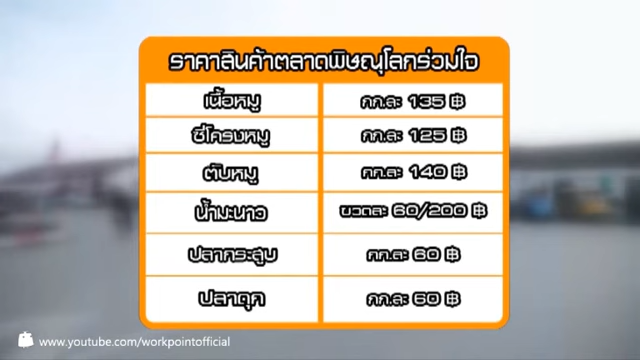 ราคาสินค้าตลาดพิษณุโลกร่วมใจ
เนื้อหมู กก.ละ 135 ฿
ซี่โครงหมู กก.ละ 125 ฿
ตับหมู กก.ละ 140 ฿
น้ำมะนาว ขวดละ 60/200 ฿
ปลากระสูบ กก.ละ 60 ฿
ปลาดุก กก.ละ 60 ฿
www.youtube.com/workpointofficial